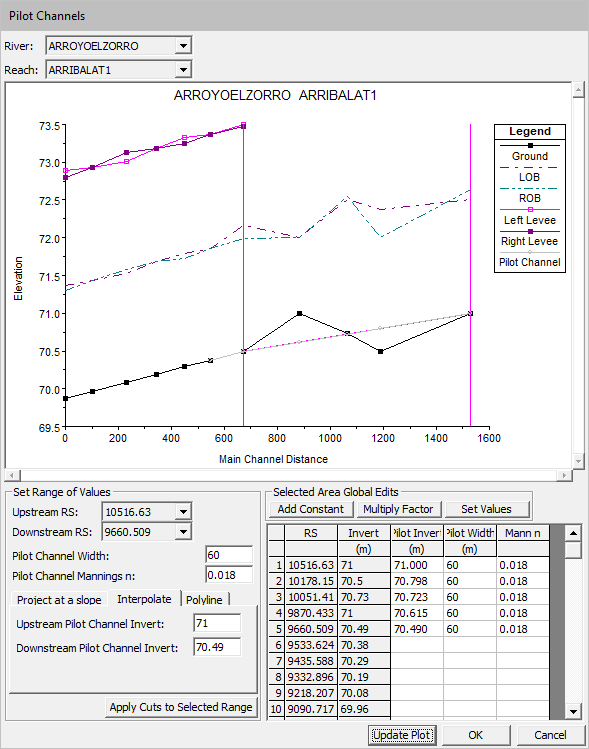 Pilot Channels
River: ARROYOELZORRO
Reach: ARRIBALAT1
ARROYOELZORRO ARRIBALAT1
73.5
73.0
72.5
72.0
71.5
71.0
70.5
70.0
69.5
Elevation
0 200 400 600 800 1000 1200 1400 1600
Main Channel Distance
Legend
Ground
LOB
ROB
Left Levee
Right Levee
Pilot Channel
Set Range of Values
Upstream RS: 10516.63
Downstream RS: 9660.509
Pilot Channel Width: 60
Pilot Channel Mannings n: 0.018
Project at a slope Interpolate Polyline
Upstream Pilot Channel Invert: 71
Downstream Pilot Channel Invert: 70.49
Apply Cuts to Selected Range
Selected Area Global Edits
Add Constant Multiply Factor Set Values
RS Invert Pilot Invert Pilot Width Mann n
(m) (m) (m)
1 10516.63 71 71.000 60 0.018
2 10178.15 70.5 70.798 60 0.018
3 10051.41 70.73 70.723 60 0.018
4 9870.433 71 70.615 60 0.018
5 9660.509 70.49 70.490 60 0.018
6 9533.624 70.38
7 9435.588 70.29
8 9332.896 70.19
9 9218.207 70.08
10 9090.717 69.96
Update Plot OK Cancel